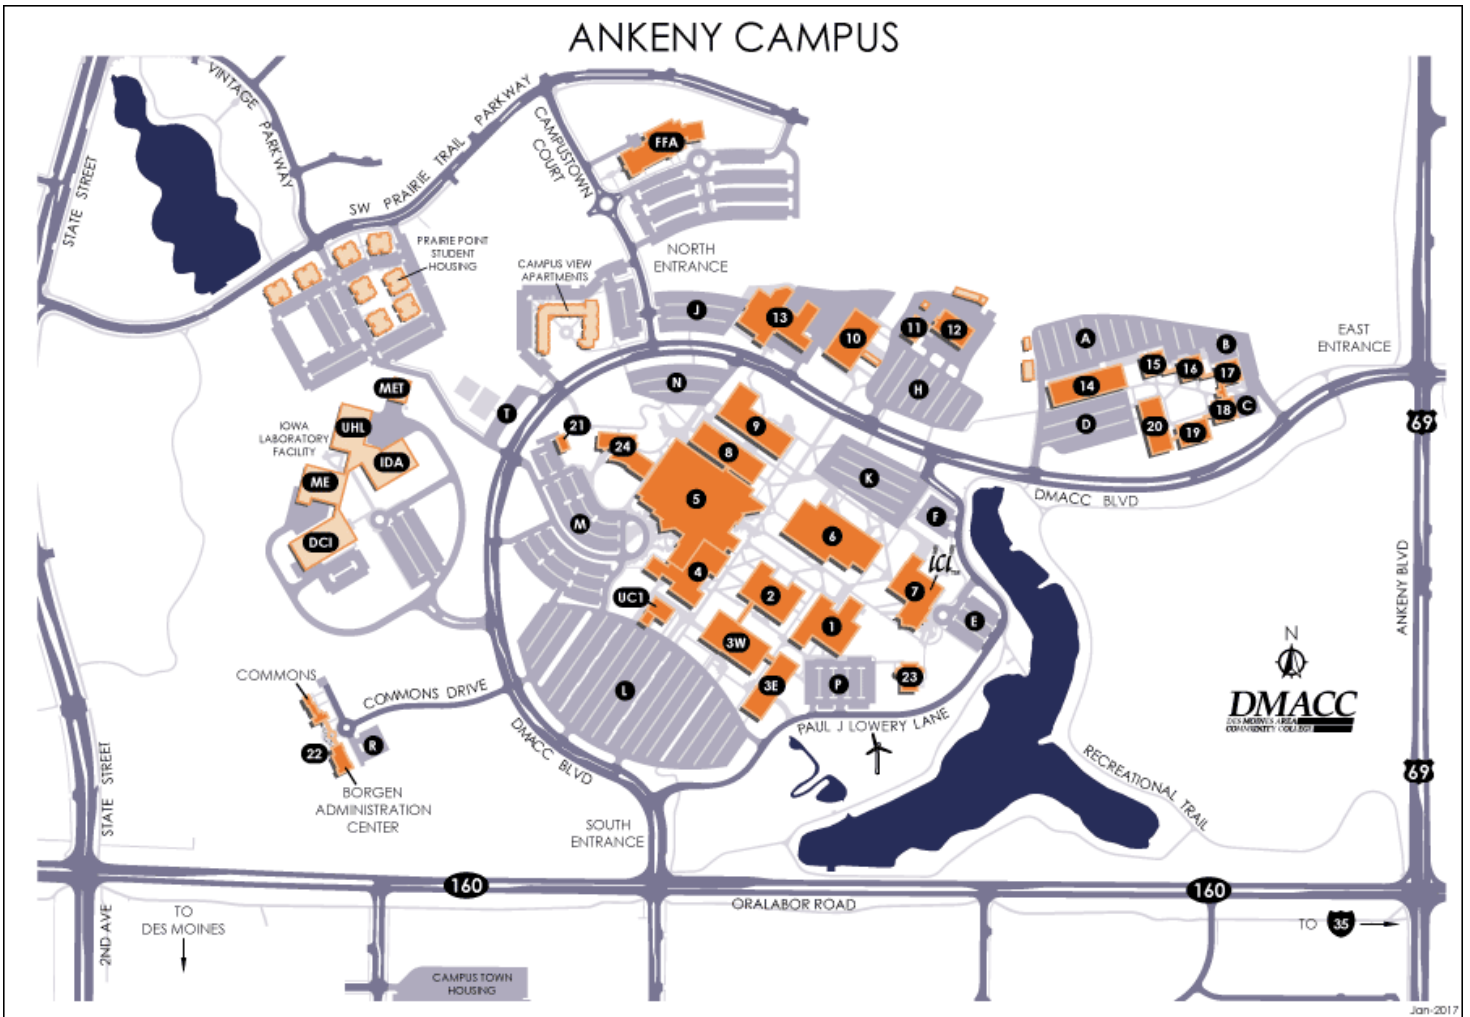 ANKENY CAMPUS
VINTAGE
PARKWAY
STATE STREET
SW PRAIRIE TRAIL PARKWAY
CAMPUSTOWN
COURT
FFA
PRAIRIE POINT
STUDENT
HOUSING
CAMPUS VIEW
APARTMENTS
NORTH
ENTRANCE
J
13
10
11
12
H
A
B
EAST
ENTRANCE
14
15
16
17
18
C
D
20
19
69
MET
UHL
IOWA
LABORATORY
FACILITY
IDA
ME
DCI
T
N
21
24
9
8
5
K
F
M
6
ici
7
4
2
1
E
UC1
3W
3E
P
23
L
DMACC BLVD
ANKENY BLVD
N
DMACC
DES MOINES AREA
COMMUNITY COLLEGE
COMMONS
COMMONS DRIVE
22
R
BORGEN
ADMINISTRATION
CENTER
DMACC BLVD
PAUL J LOWERY LANE
RECREATIONAL TRAIL
69
STATE STREET
SOUTH
ENTRANCE
160
160
ORALABOR ROAD
2ND AVE
TO
DES MOINES
TO 35
CAMPUS TOWN
HOUSING
Jan-2017